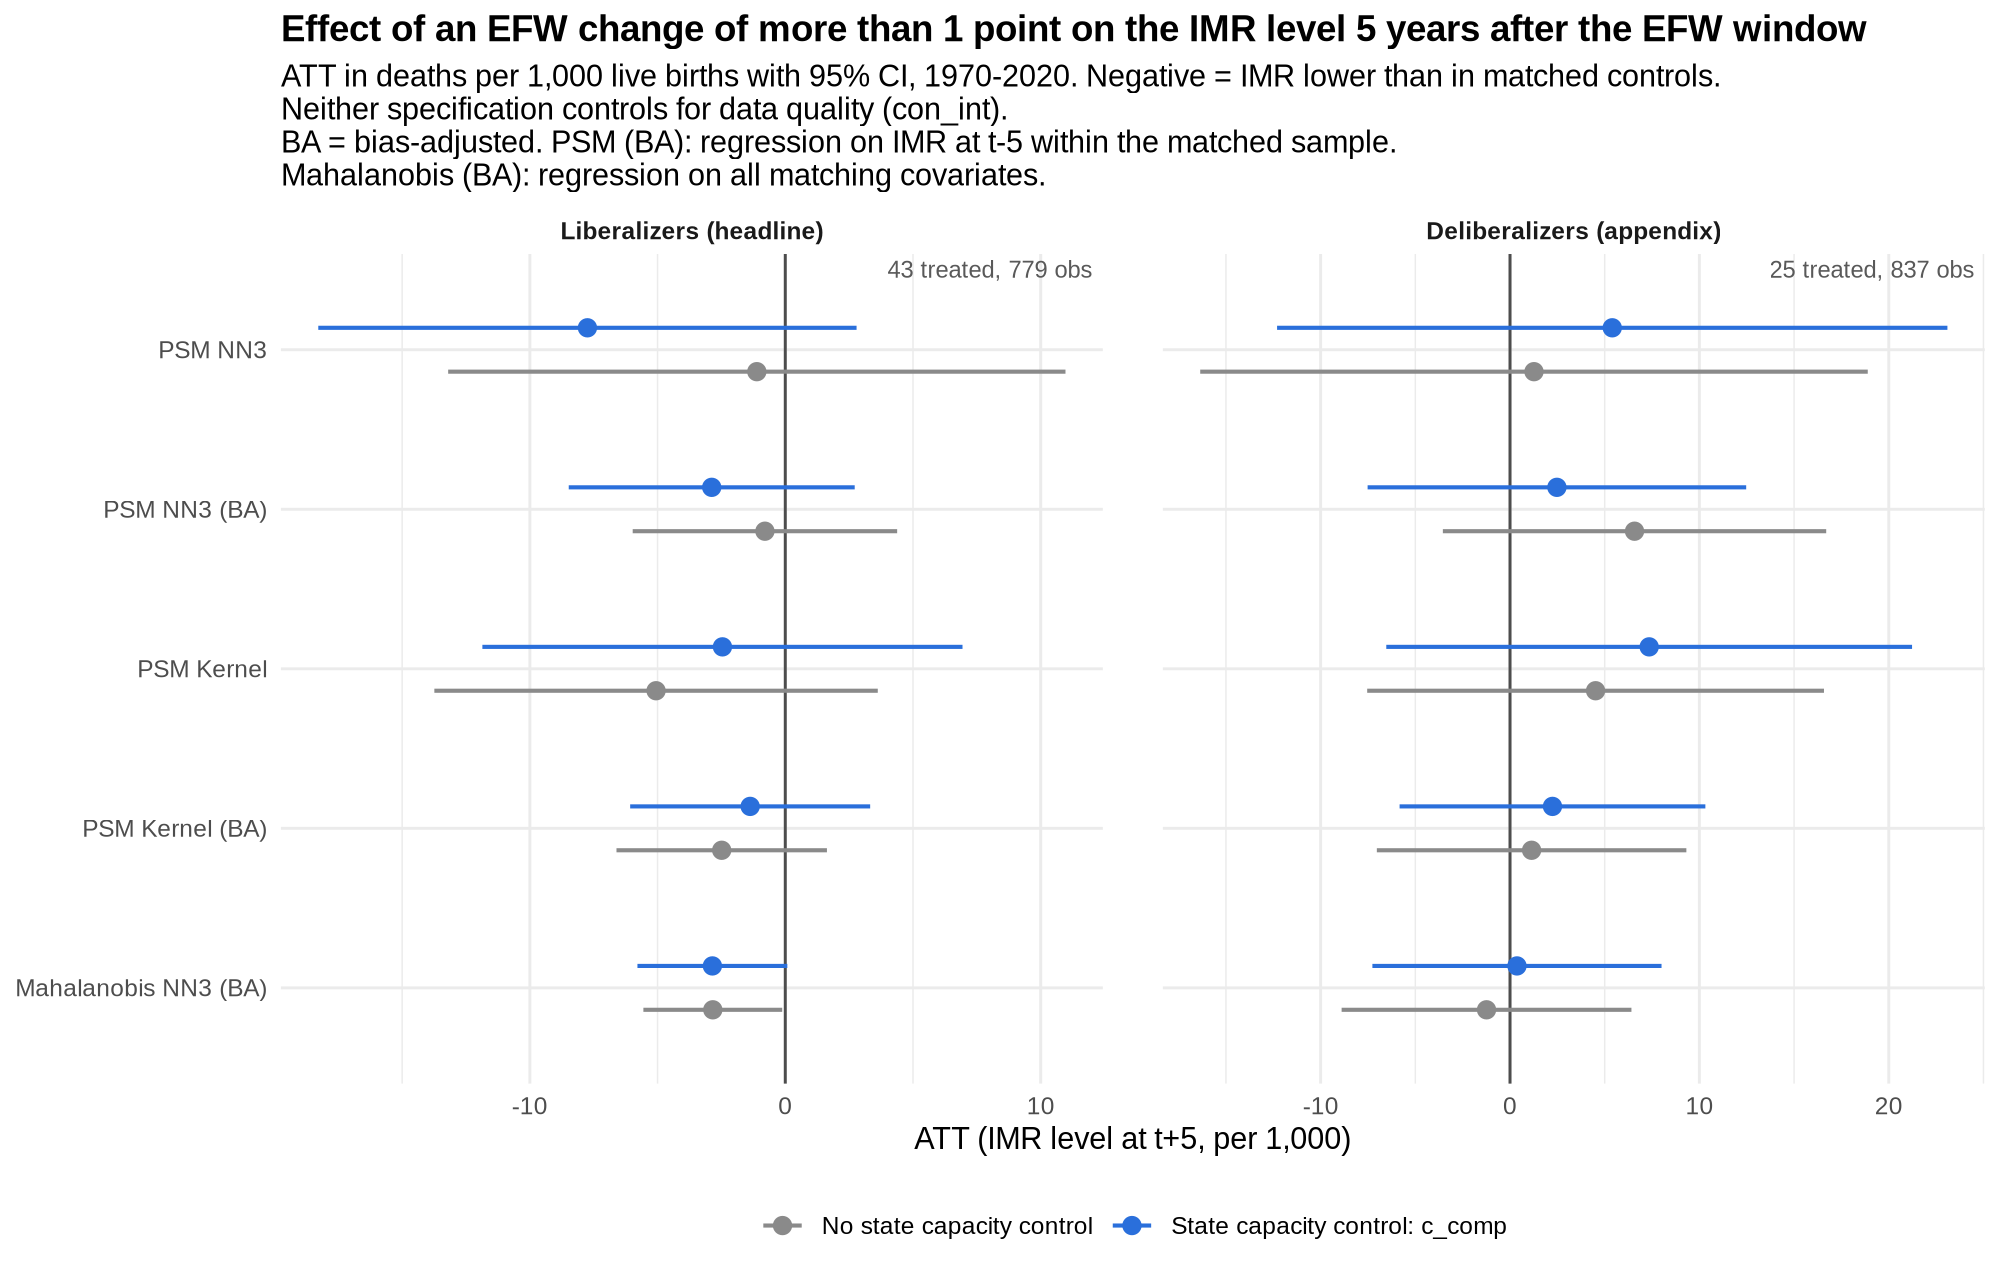 Effect of an EFW change of more than 1 point on the IMR level 5 years after the EFW window
ATT in deaths per 1,000 live births with 95% CI, 1970-2020. Negative = IMR lower than in matched controls.
Neither specification controls for data quality (con_int).
BA = bias-adjusted. PSM (BA): regression on IMR at t-5 within the matched sample.
Mahalanobis (BA): regression on all matching covariates.
Liberalizers (headline)
Deliberalizers (appendix)
43 treated, 779 obs
25 treated, 837 obs
PSM NN3
PSM NN3 (BA)
PSM Kernel
PSM Kernel (BA)
Mahalanobis NN3 (BA)
-10 0 10
-10 0 10 20
ATT (IMR level at t+5, per 1,000)
No state capacity control
State capacity control: c_comp